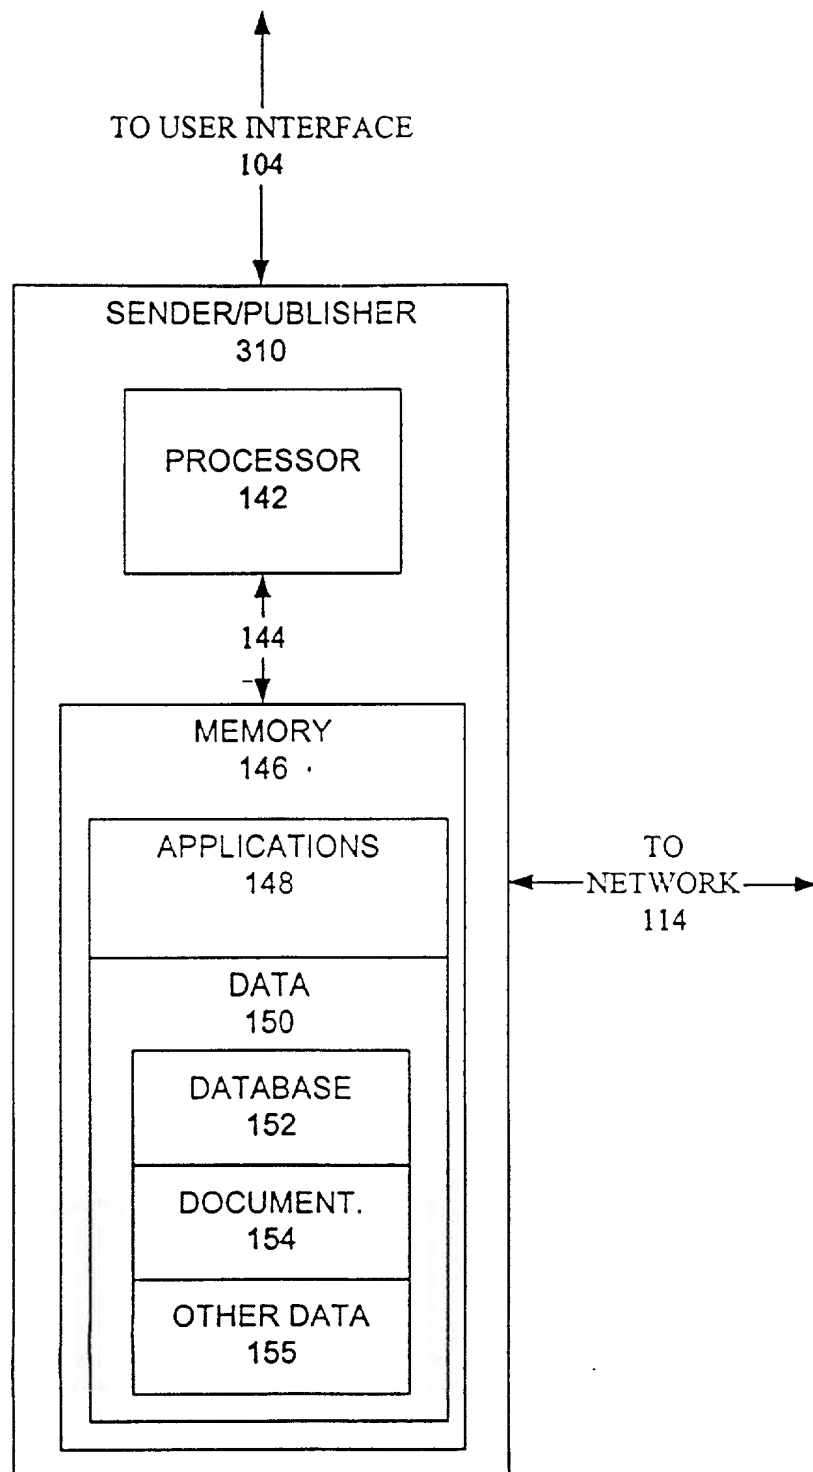 TO USER INTERFACE
104
SENDER/PUBLISHER
310
PROCESSOR
142
144
MEMORY
146
APPLICATIONS
148
TO
NETWORK
114
DATA
150
DATABASE
152
DOCUMENT.
154
OTHER DATA
155